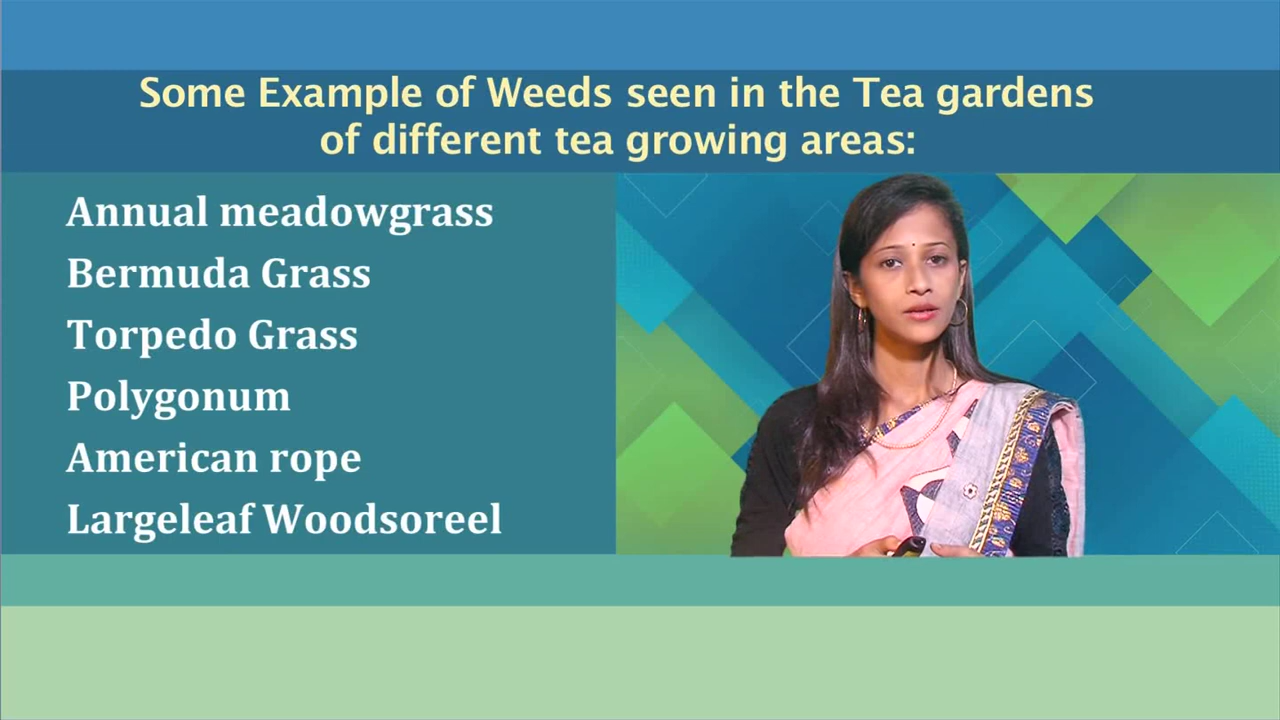 Some Example of Weeds seen in the Tea gardens
of different tea growing areas:
Annual meadowgrass
Bermuda Grass
Torpedo Grass
Polygonum
American rope
Largeleaf Woodsoreel